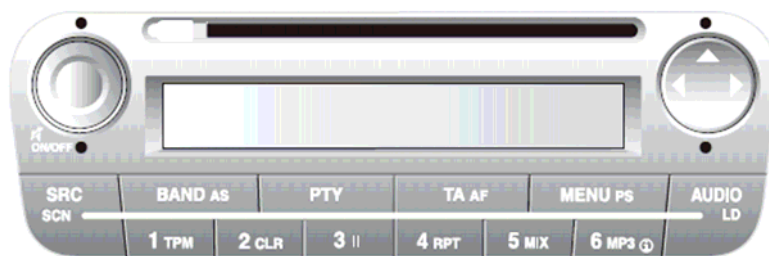 ON/OFF
SRC BAND AS PTY TA AF MENU PS AUDIO
SCN LD
1 TPM 2 CLR 3 II 4 RPT 5 MIX 6 MP3 i